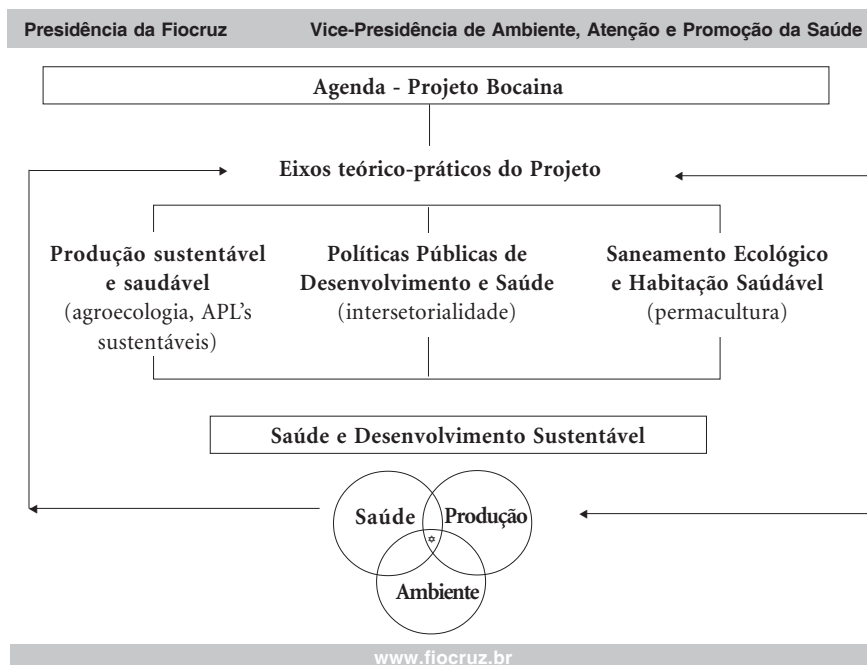 Presidência da Fiocruz Vice-Presidência de Ambiente, Atenção e Promoção da Saúde
Agenda - Projeto Bocaina
Eixos teórico-práticos do Projeto
Produção sustentável
e saudável
(agroecologia, APL's
sustentáveis)
Políticas Públicas de
Desenvolvimento e Saúde
(intersetorialidade)
Saneamento Ecológico
e Habitação Saúdável
(permacultura)
Saúde e Desenvolvimento Sustentável
Saúde
Produção
Ambiente
www.fiocruz.br